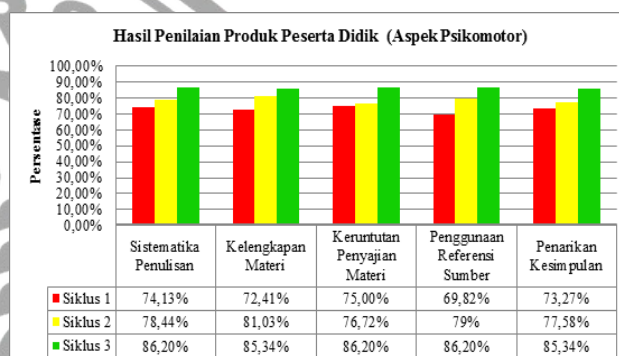 Hasil Penilaian Produk Peserta Didik (Aspek Psikomotor)
Persentase
100,00%
90,00%
80,00%
70,00%
60,00%
50,00%
40,00%
30,00%
20,00%
10,00%
0,00%
Sistematika Penulisan
Kelengkapan Materi
Keruntutan Penyajian Materi
Penggunaan Referensi Sumber
Penarikan Kesimpulan
Siklus 1 74,13% 72,41% 75,00% 69,82% 73,27%
Siklus 2 78,44% 81,03% 76,72% 79% 77,58%
Siklus 3 86,20% 85,34% 86,20% 86,20% 85,34%